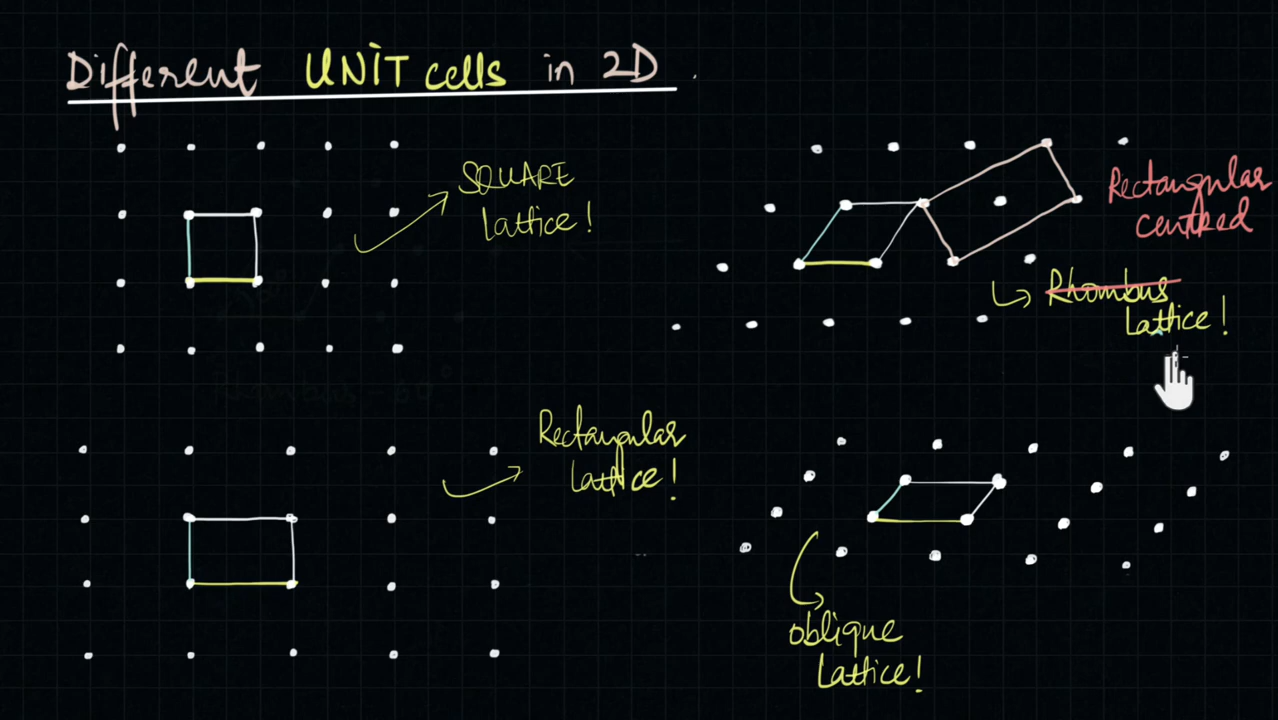 Different UNIT cells in 2D.
SQUARE
lattice!
Rectangular
centred
Rhombus
lattice!
Rectangular
lattice!
oblique
lattice!